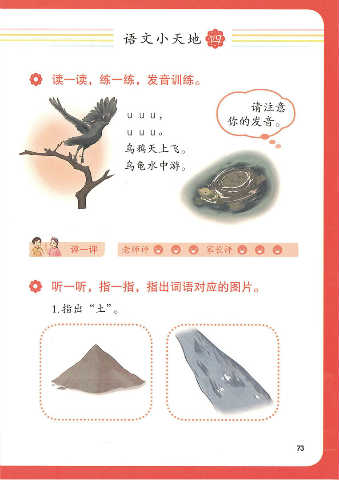 语文小天地 四
读一读，练一练，发音训练。
u u u，
u u u。
乌鸦天上飞。
乌龟水中游。
请注意
你的发音。
评一评 老师评 家长评
听一听，指一指，指出词语对应的图片。
1.指出“土”。
73